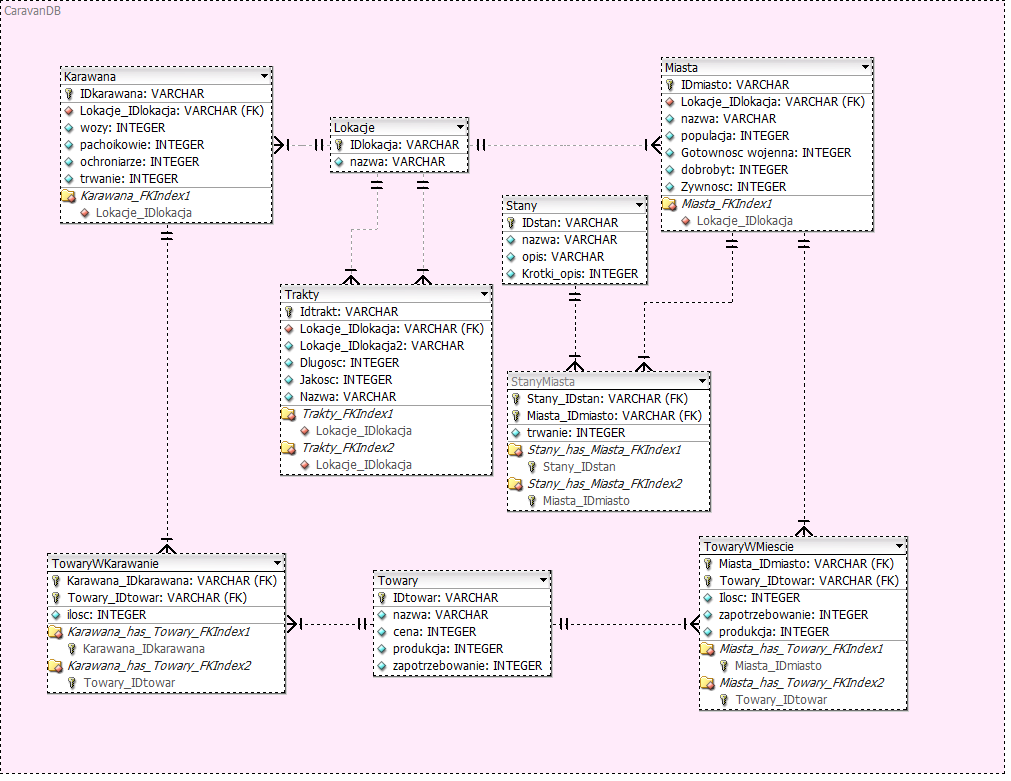 CaravanDB
Karawana
IDkarawana: VARCHAR
Lokacje_IDlokacja: VARCHAR (FK)
wozy: INTEGER
pachoikowie: INTEGER
ochroniarze: INTEGER
trwanie: INTEGER
Karawana_FKIndex1
Lokacje_IDlokacja
Lokacje
IDlokacja: VARCHAR
nazwa: VARCHAR
Miasta
IDmiasto: VARCHAR
Lokacje_IDlokacja: VARCHAR (FK)
nazwa: VARCHAR
populacja: INTEGER
Gotownosc wojenna: INTEGER
dobrobyt: INTEGER
Zywnosc: INTEGER
Miasta_FKIndex1
Lokacje_IDlokacja
Stany
IDstan: VARCHAR
nazwa: VARCHAR
opis: VARCHAR
Krotki_opis: INTEGER
Trakty
Idtrakt: VARCHAR
Lokacje_IDlokacja: VARCHAR (FK)
Lokacje_IDlokacja2: VARCHAR
Dlugosc: INTEGER
Jakosc: INTEGER
Nazwa: VARCHAR
Trakty_FKIndex1
Lokacje_IDlokacja
Trakty_FKIndex2
Lokacje_IDlokacja
StanyMiasta
Stany_IDstan: VARCHAR (FK)
Miasta_IDmiasto: VARCHAR (FK)
trwanie: INTEGER
Stany_has_Miasta_FKIndex1
Stany_IDstan
Stany_has_Miasta_FKIndex2
Miasta_IDmiasto
TowaryWKarawanie
Karawana_IDkarawana: VARCHAR (FK)
Towary_IDtowar: VARCHAR (FK)
ilosc: INTEGER
Karawana_has_Towary_FKIndex1
Karawana_IDkarawana
Karawana_has_Towary_FKIndex2
Towary_IDtowar
Towary
IDtowar: VARCHAR
nazwa: VARCHAR
cena: INTEGER
produkcja: INTEGER
zapotrzebowanie: INTEGER
TowaryWMiescie
Miasta_IDmiasto: VARCHAR (FK)
Towary_IDtowar: VARCHAR (FK)
Ilosc: INTEGER
zapotrzebowanie: INTEGER
produkcja: INTEGER
Miasta_has_Towary_FKIndex1
Miasta_IDmiasto
Miasta_has_Towary_FKIndex2
Towary_IDtowar